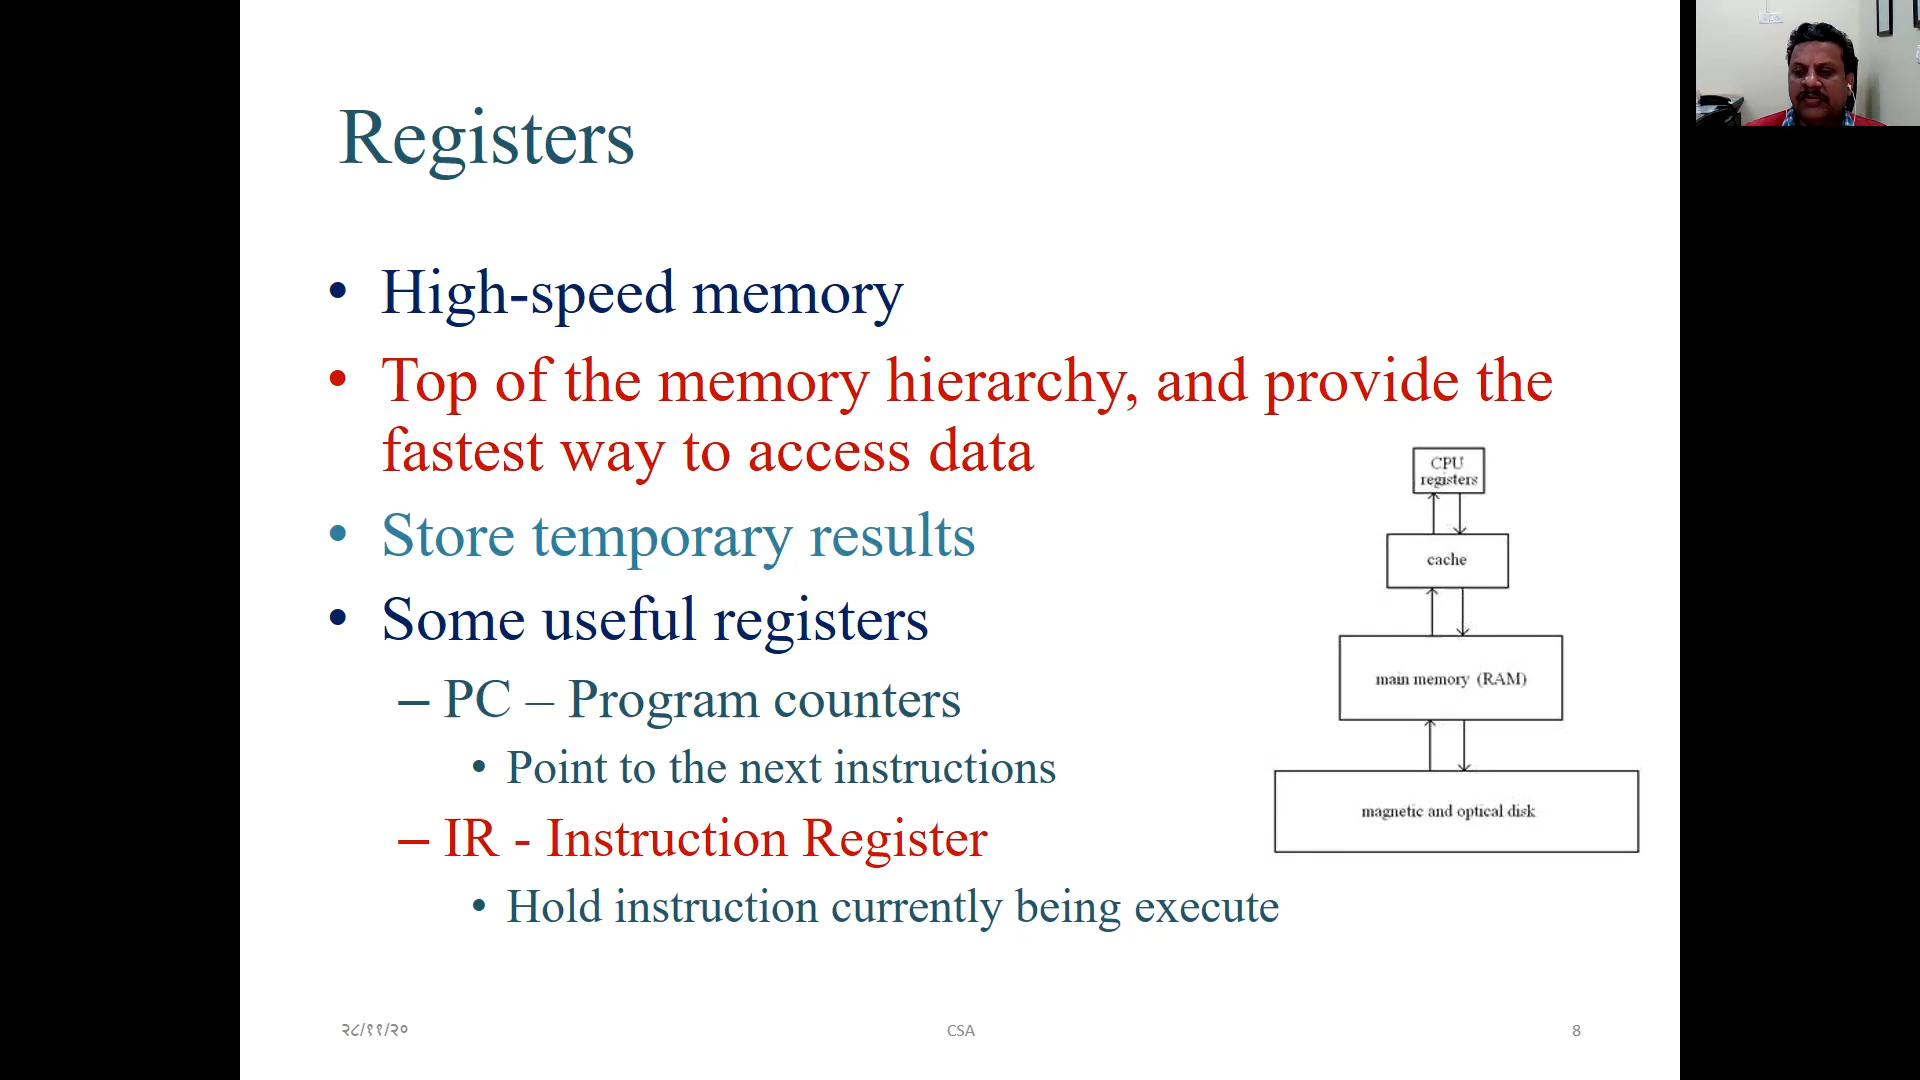 Registers
• High-speed memory
• Top of the memory hierarchy, and provide the
fastest way to access data
• Store temporary results
• Some useful registers
– PC – Program counters
• Point to the next instructions
– IR - Instruction Register
• Hold instruction currently being execute
CPU
registers
cache
main memory (RAM)
magnetic and optical disk
२८/११/२०
CSA
8